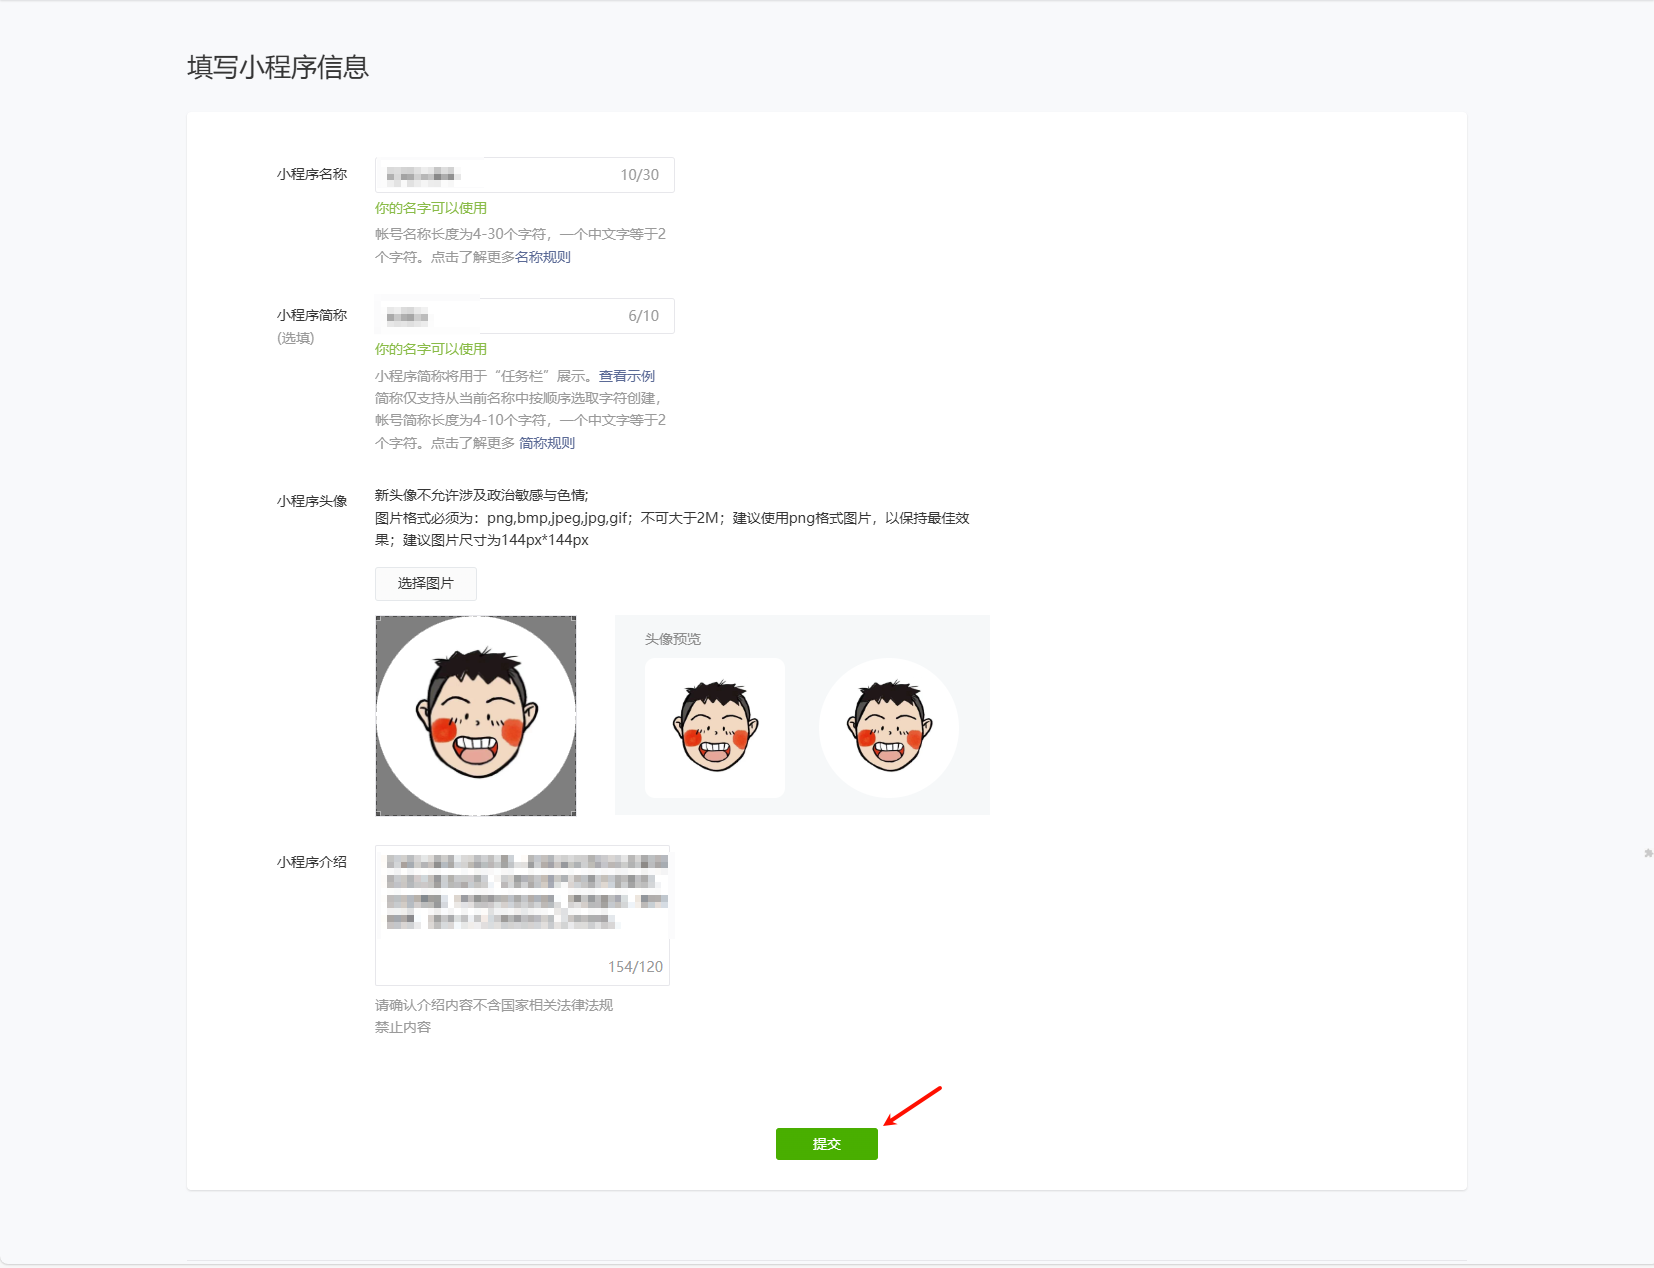 填写小程序信息
小程序名称
10/30
你的名字可以使用
帐号名称长度为4-30个字符，一个中文字等于2
个字符。点击了解更多名称规则
小程序简称
(选填)
6/10
你的名字可以使用
小程序简称将用于“任务栏”展示。查看示例
简称仅支持从当前名称中按顺序选取字符创建，
帐号简称长度为4-10个字符，一个中文字等于2
个字符。点击了解更多 简称规则
小程序头像
新头像不允许涉及政治敏感与色情;
图片格式必须为：png,bmp,jpeg,jpg,gif；不可大于2M；建议使用png格式图片，以保持最佳效
果；建议图片尺寸为144px*144px
选择图片
头像预览
小程序介绍
154/120
请确认介绍内容不含国家相关法律法规
禁止内容
提交